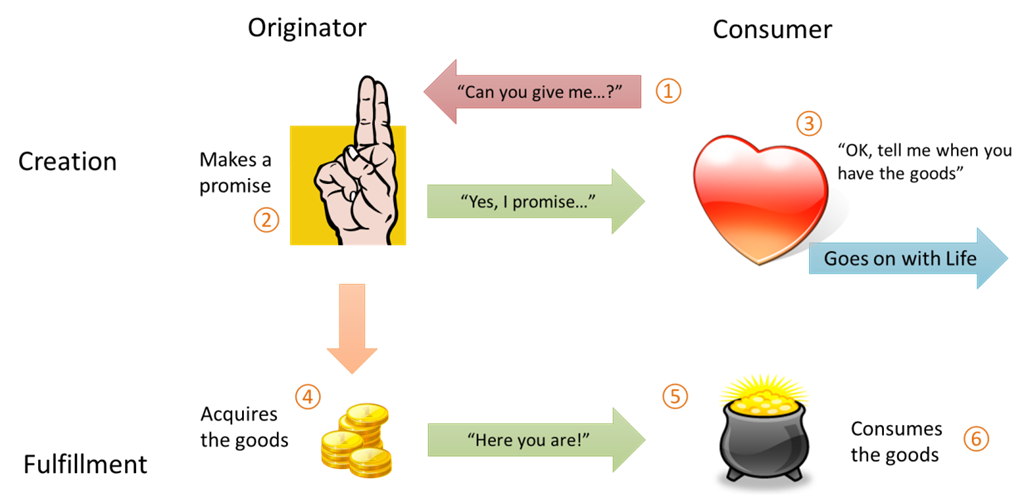 Originator
Consumer
“Can you give me…?”
①
③
Creation
Makes a
promise
②
“Yes, I promise…”
“OK, tell me when you
have the goods”
Goes on with Life
④
⑤
Acquires
the goods
“Here you are!”
Consumes
the goods
⑥
Fulfillment